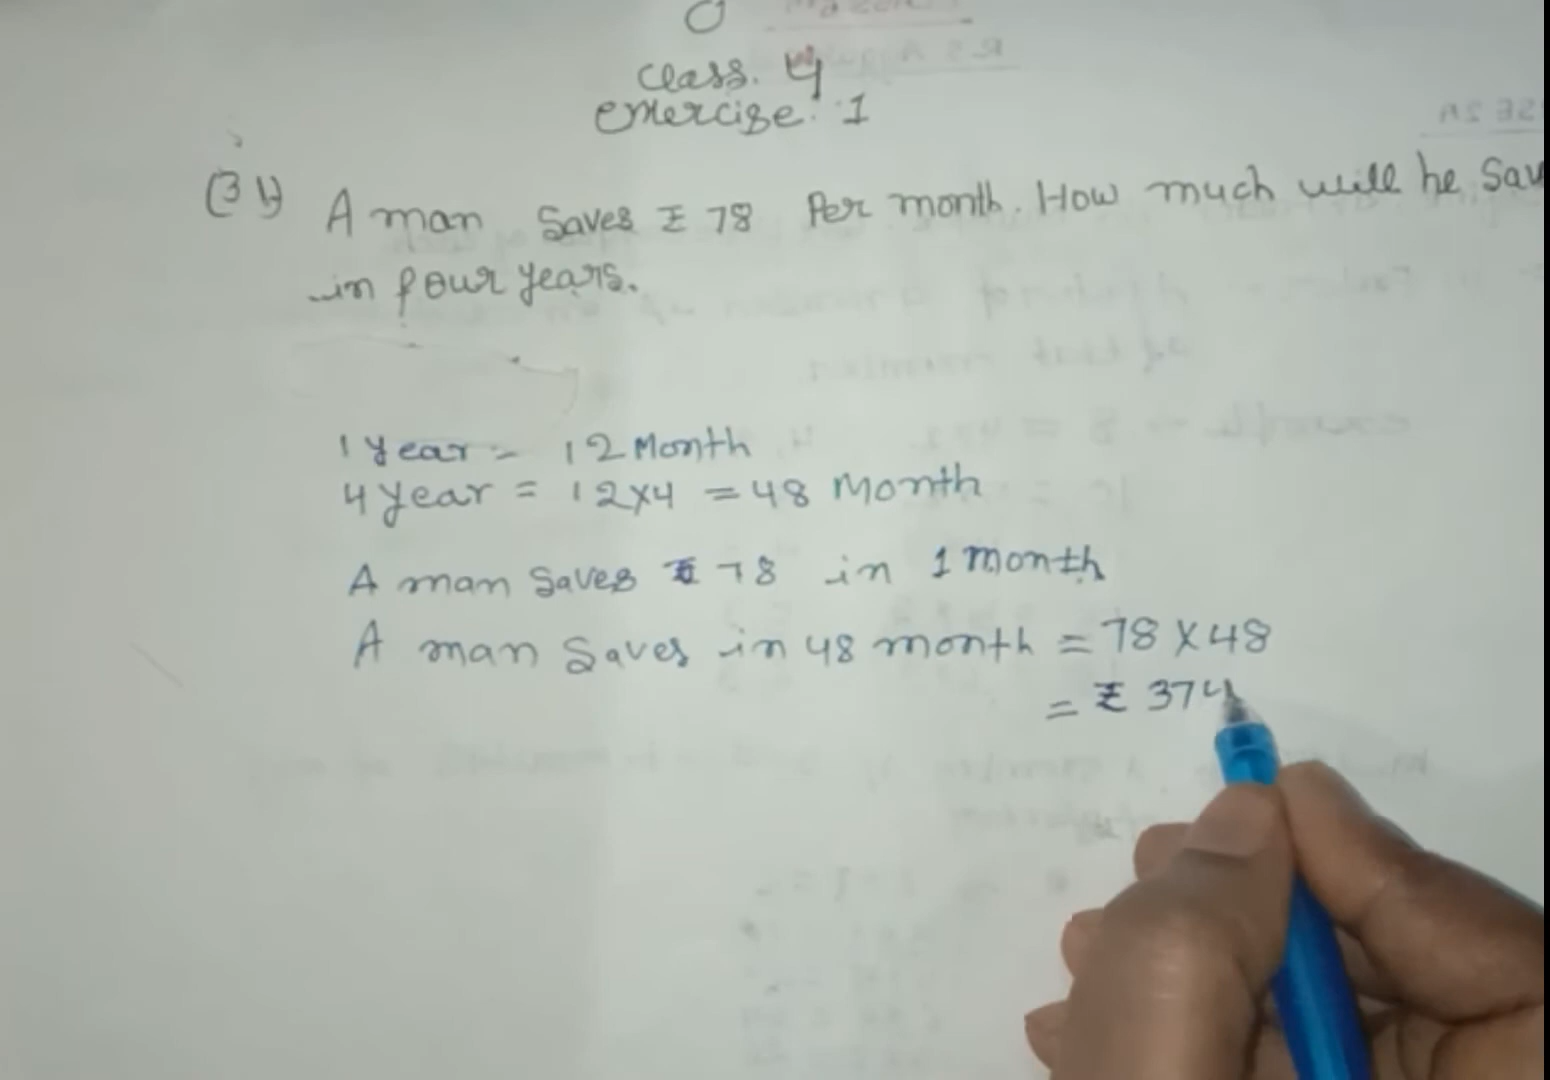 class. 4
exercise. 1
(31) A man saves ₹ 78 Per month. How much will he sav
in four years.
1 year = 12 Month
4 year = 12x4 = 48 Month
A man saves ₹ 78 in 1 month
A man saves in 48 month = 78 X 48
= ₹ 374